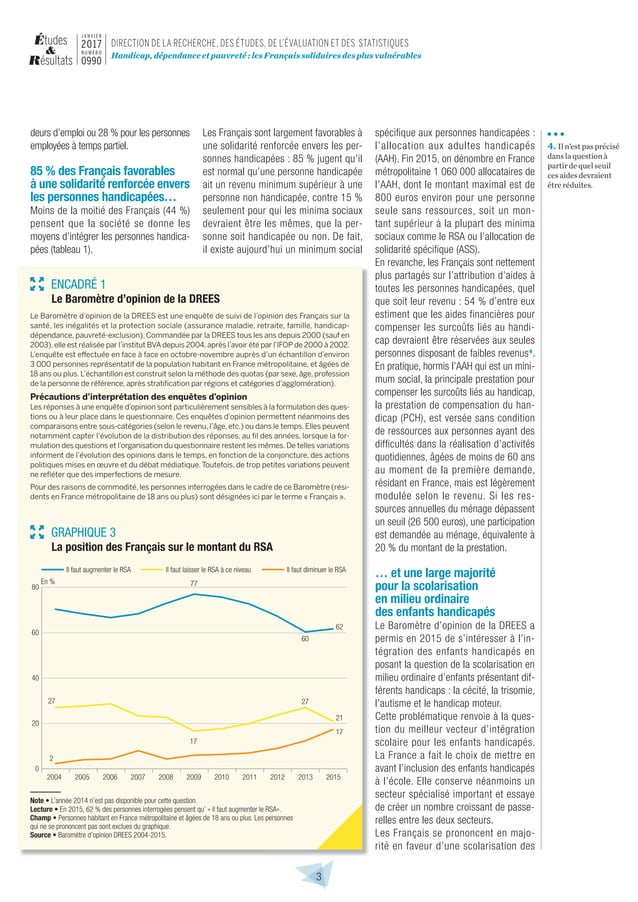 Études
&
Résultats
JANVIER
2017
NUMÉRO
0990
DIRECTION DE LA RECHERCHE, DES ÉTUDES, DE L'ÉVALUATION ET DES STATISTIQUES
Handicap, dépendance et pauvreté : les Français solidaires des plus vulnérables
deurs d'emploi ou 28 % pour les personnes
employées à temps partiel.
85 % des Français favorables
à une solidarité renforcée envers
les personnes handicapées…
Moins de la moitié des Français (44 %)
pensent que la société se donne les
moyens d'intégrer les personnes handica-
pées (tableau 1).
Les Français sont largement favorables à
une solidarité renforcée envers les per-
sonnes handicapées : 85 % jugent qu'il
est normal qu'une personne handicapée
ait un revenu minimum supérieur à une
personne non handicapée, contre 15 %
seulement pour qui les minima sociaux
devraient être les mêmes, que la per-
sonne soit handicapée ou non. De fait,
il existe aujourd'hui un minimum social
spécifique aux personnes handicapées :
l'allocation aux adultes handicapés
(AAH). Fin 2015, on dénombre en France
métropolitaine 1 060 000 allocataires de
l'AAH, dont le montant maximal est de
800 euros environ pour une personne
seule sans ressources, soit un mon-
tant supérieur à la plupart des minima
sociaux comme le RSA ou l'allocation de
solidarité spécifique (ASS).
En revanche, les Français sont nettement
plus partagés sur l'attribution d'aides à
toutes les personnes handicapées, quel
que soit leur revenu : 54 % d'entre eux
estiment que les aides financières pour
compenser les surcoûts liés au handi-
cap devraient être réservées aux seules
personnes disposant de faibles revenus⁴.
En pratique, hormis l'AAH qui est un mini-
mum social, la principale prestation pour
compenser les surcoûts liés au handicap,
la prestation de compensation du han-
dicap (PCH), est versée sans condition
de ressources aux personnes ayant des
difficultés dans la réalisation d'activités
quotidiennes, âgées de moins de 60 ans
au moment de la première demande,
résidant en France, mais est légèrement
modulée selon le revenu. Si les res-
sources annuelles du ménage dépassent
un seuil (26 500 euros), une participation
est demandée au ménage, équivalente à
20 % du montant de la prestation.
… et une large majorité
pour la scolarisation
en milieu ordinaire
des enfants handicapés
Le Baromètre d'opinion de la DREES a
permis en 2015 de s'intéresser à l'in-
tégration des enfants handicapés en
posant la question de la scolarisation en
milieu ordinaire d'enfants présentant dif-
férents handicaps : la cécité, la trisomie,
l'autisme et le handicap moteur.
Cette problématique renvoie à la ques-
tion du meilleur vecteur d'intégration
scolaire pour les enfants handicapés.
La France a fait le choix de mettre en
avant l'inclusion des enfants handicapés
à l'école. Elle conserve néanmoins un
secteur spécialisé important et essaye
de créer un nombre croissant de passe-
relles entre les deux secteurs.
Les Français se prononcent en majo-
rité en faveur d'une scolarisation des
4. Il n'est pas précisé
dans la question à
partir de quel seuil
ces aides devraient
être réduites.
ENCADRÉ 1
Le Baromètre d'opinion de la DREES
Le Baromètre d'opinion de la DREES est une enquête de suivi de l'opinion des Français sur la
santé, les inégalités et la protection sociale (assurance maladie, retraite, famille, handicap-
dépendance, pauvreté-exclusion). Commandée par la DREES tous les ans depuis 2000 (sauf en
2003), elle est réalisée par l'institut BVA depuis 2004, après l'avoir été par l'IFOP de 2000 à 2002.
L'enquête est effectuée en face à face en octobre-novembre auprès d'un échantillon d'environ
3 000 personnes représentatif de la population habitant en France métropolitaine, et âgées de
18 ans ou plus. L'échantillon est construit selon la méthode des quotas (par sexe, âge, profession
de la personne de référence, après stratification par régions et catégories d'agglomération).
Précautions d'interprétation des enquêtes d'opinion
Les réponses à une enquête d'opinion sont particulièrement sensibles à la formulation des ques-
tions ou à leur place dans le questionnaire. Ces enquêtes d'opinion permettent néanmoins des
comparaisons entre sous-catégories (selon le revenu, l'âge, etc.) ou dans le temps. Elles peuvent
notamment capter l'évolution de la distribution des réponses, au fil des années, lorsque la for-
mulation des questions et l'organisation du questionnaire restent les mêmes. De telles variations
informent de l'évolution des opinions dans le temps, en fonction de la conjoncture, des actions
politiques mises en œuvre et du débat médiatique. Toutefois, de trop petites variations peuvent
ne refléter que des imperfections de mesure.
Pour des raisons de commodité, les personnes interrogées dans le cadre de ce Baromètre (rési-
dents en France métropolitaine de 18 ans ou plus) sont désignées ici par le terme « Français ».
GRAPHIQUE 3
La position des Français sur le montant du RSA
Il faut augmenter le RSA
Il faut laisser le RSA à ce niveau
Il faut diminuer le RSA
En %
80
60
40
20
0
77
60
62
27
17
27
21
2
17
2004 2005 2006 2007 2008 2009 2010 2011 2012 2013 2015
Note • L'année 2014 n'est pas disponible pour cette question.
Lecture • En 2015, 62 % des personnes interrogées pensent qu' « il faut augmenter le RSA».
Champ • Personnes habitant en France métropolitaine et âgées de 18 ans ou plus. Les personnes
qui ne se prononcent pas sont exclues du graphique.
Source • Baromètre d'opinion DREES 2004-2015.
3